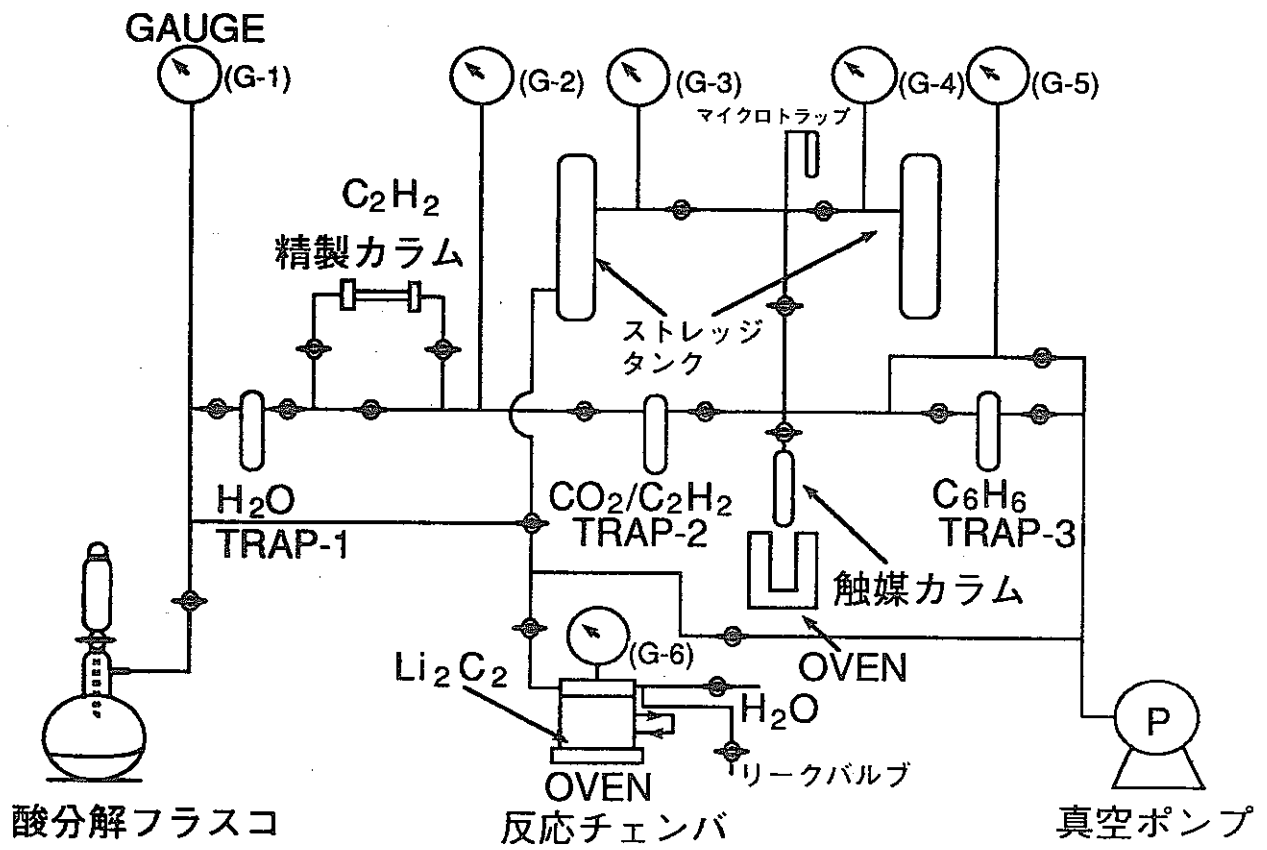 GAUGE
(G-1)
(G-2)
(G-3)
(G-4)
(G-5)
マイクロトラップ
C₂H₂
精製カラム
ストレッジ
タンク
H₂O
TRAP-1
CO₂/C₂H₂
TRAP-2
C₆H₆
TRAP-3
触媒カラム
OVEN
(G-6)
Li₂C₂
H₂O
リークバルブ
OVEN
反応チェンバ
P
酸分解フラスコ
真空ポンプ